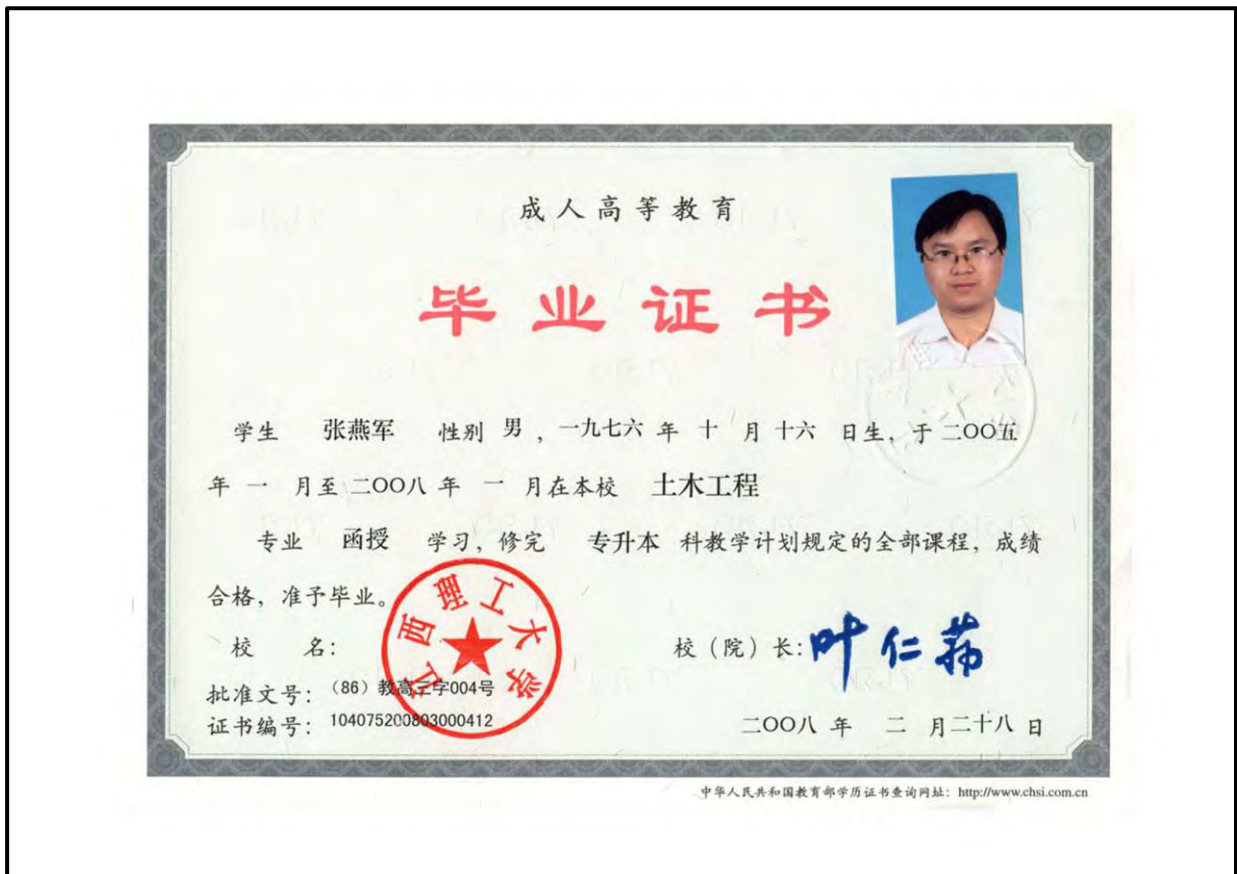 成人高等教育
毕业证书
学生 张燕军 性别 男，一九七六 年 十 月 十六 日生，于 二OO五
年 一 月至 二OO八 年 一 月在本校 土木工程
专业 函授 学习，修完 专升本 科教学计划规定的全部课程，成绩
合格，准予毕业。
江西理工大学
校 名： 校（院）长：叶仁荪
批准文号：（86）教高三字004号
证书编号：104075200803000412 二OO八 年 二 月二十八 日
中华人民共和国教育部学历证书查询网址：http://www.chsi.com.cn